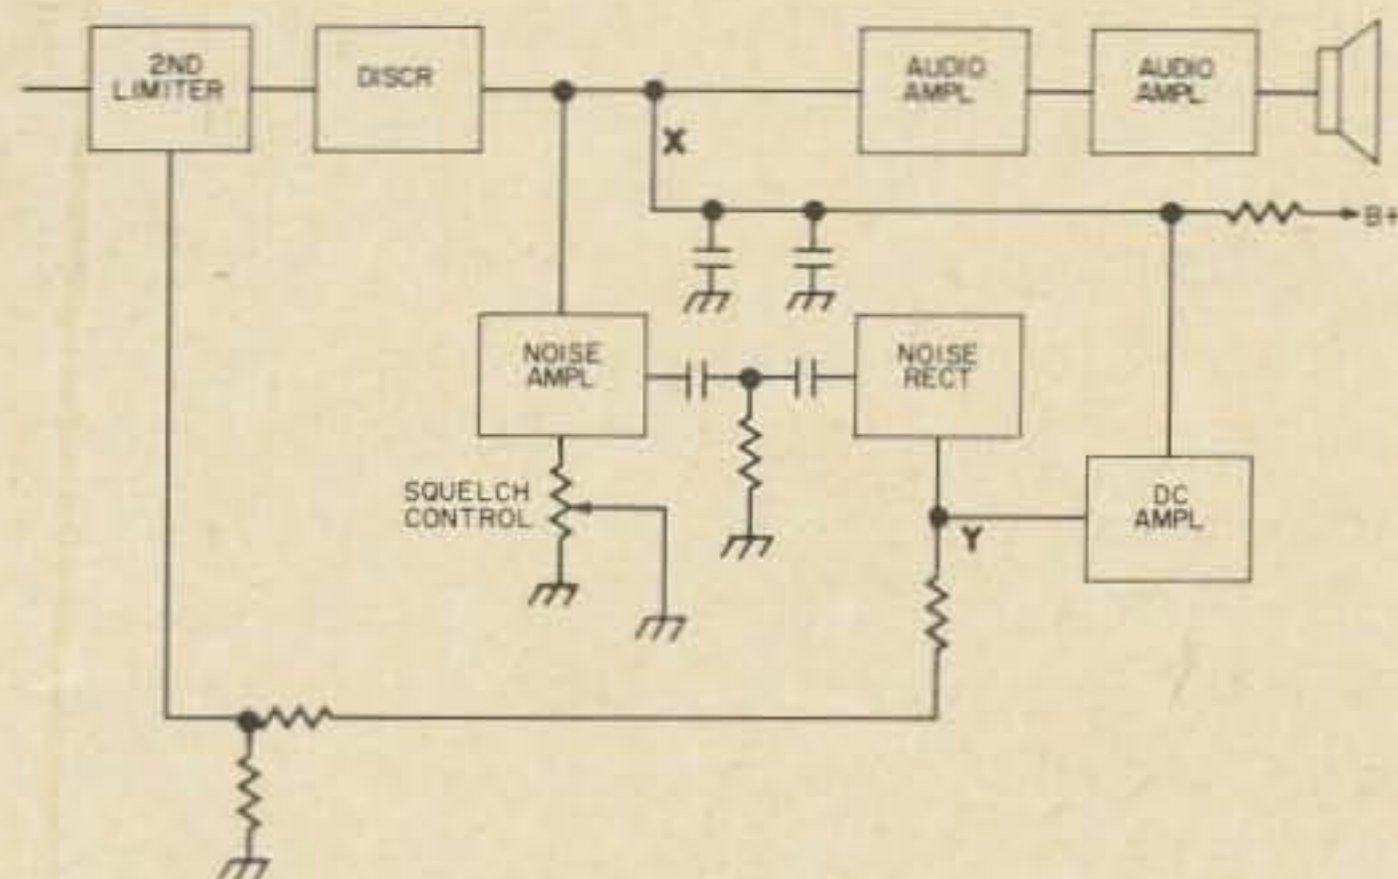 2ND
LIMITER
DISCR
AUDIO
AMPL
AUDIO
AMPL
X
B+
NOISE
AMPL
NOISE
RECT
SQUELCH
CONTROL
Y
DC
AMPL